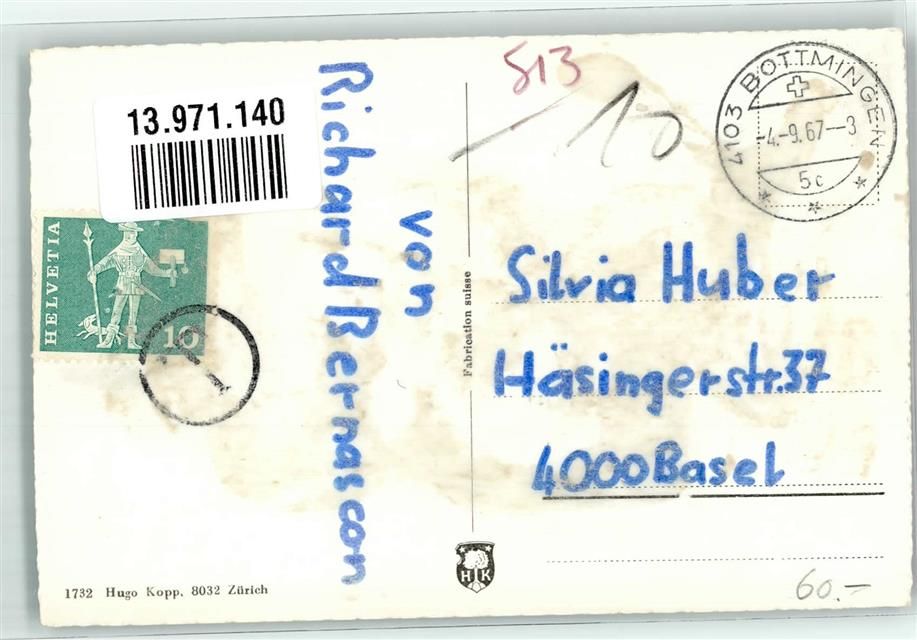 13.971.140
HELVETIA
10
T
von
Richard Bernascon
513
10
4103 BOTTMINGEN
-4.-9.67--3
5c
Fabrication suisse
Silvia Huber
Häsingerstr.37
4000 Basel
H K
1732 Hugo Kopp, 8032 Zürich
60.-